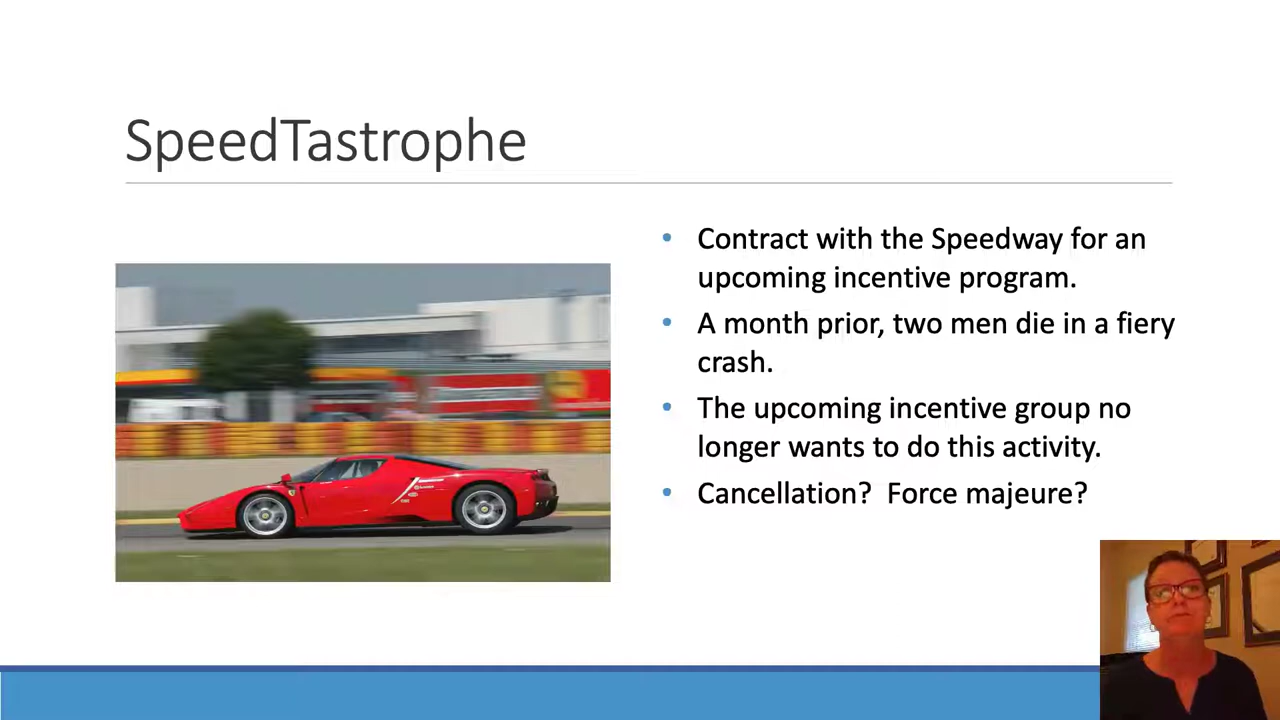 SpeedTastrophe
Contract with the Speedway for an
upcoming incentive program.
A month prior, two men die in a fiery
crash.
The upcoming incentive group no
longer wants to do this activity.
Cancellation?  Force majeure?